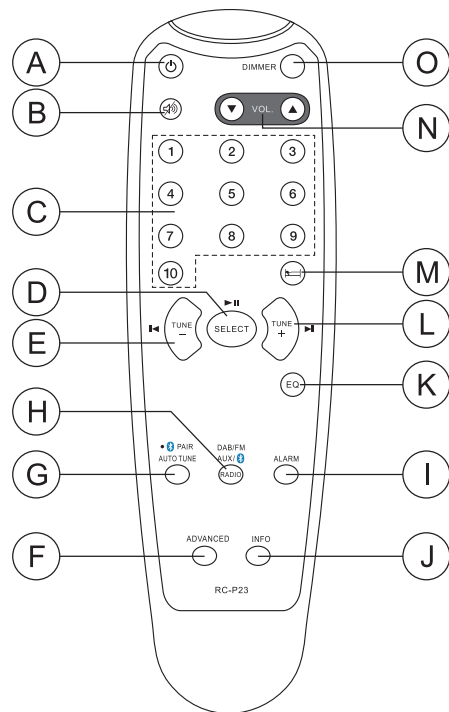 A
DIMMER
O
B
VOL.
N
1 2 3
4 5 6
C
7 8 9
10
M
D
TUNE –
SELECT
TUNE +
L
E
EQ
K
H
• PAIR
AUTO TUNE
DAB/FM
AUX/
RADIO
ALARM
G
I
ADVANCED
INFO
F
J
RC-P23